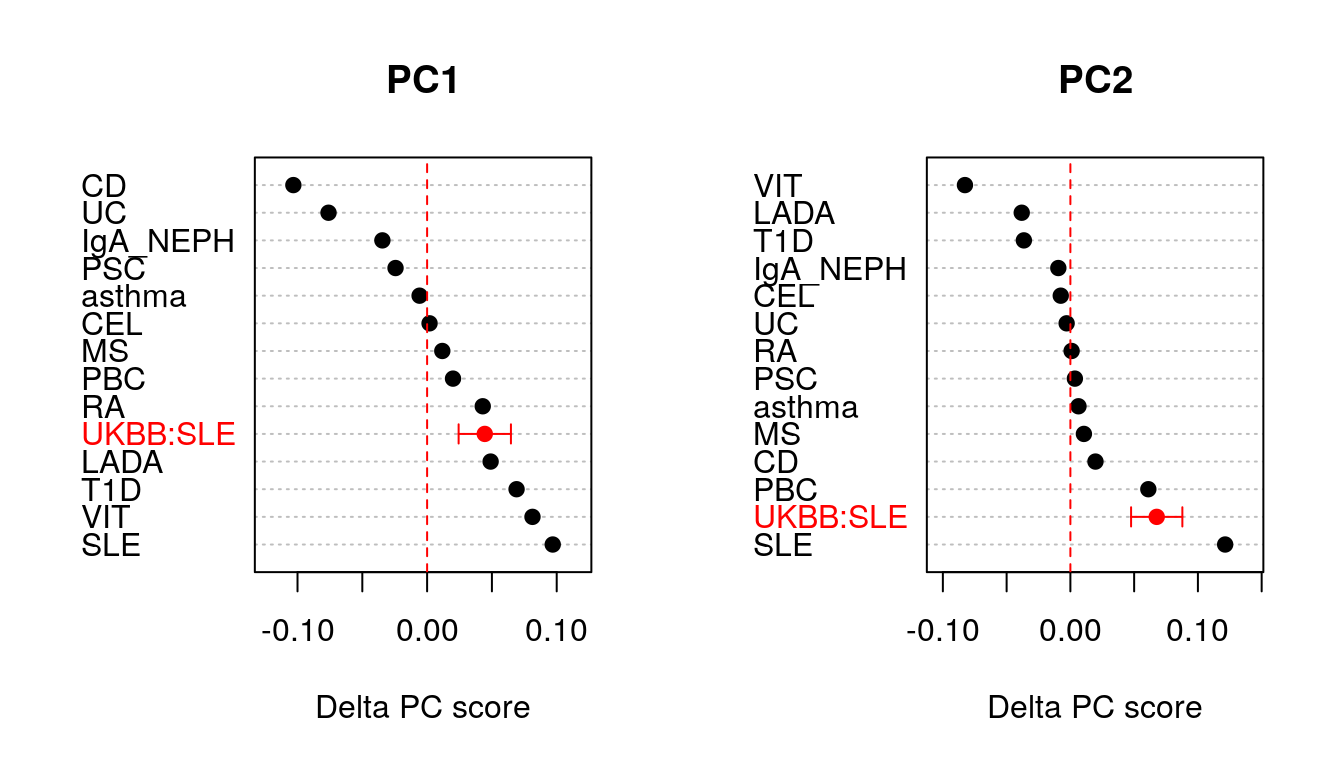 PC1
CD
UC
IgA_NEPH
PSC
asthma
CEL
MS
PBC
RA
UKBB:SLE
LADA
T1D
VIT
SLE
-0.10 0.00 0.10
Delta PC score
PC2
VIT
LADA
T1D
IgA_NEPH
CEL
UC
RA
PSC
asthma
MS
CD
PBC
UKBB:SLE
SLE
-0.10 0.00 0.10
Delta PC score